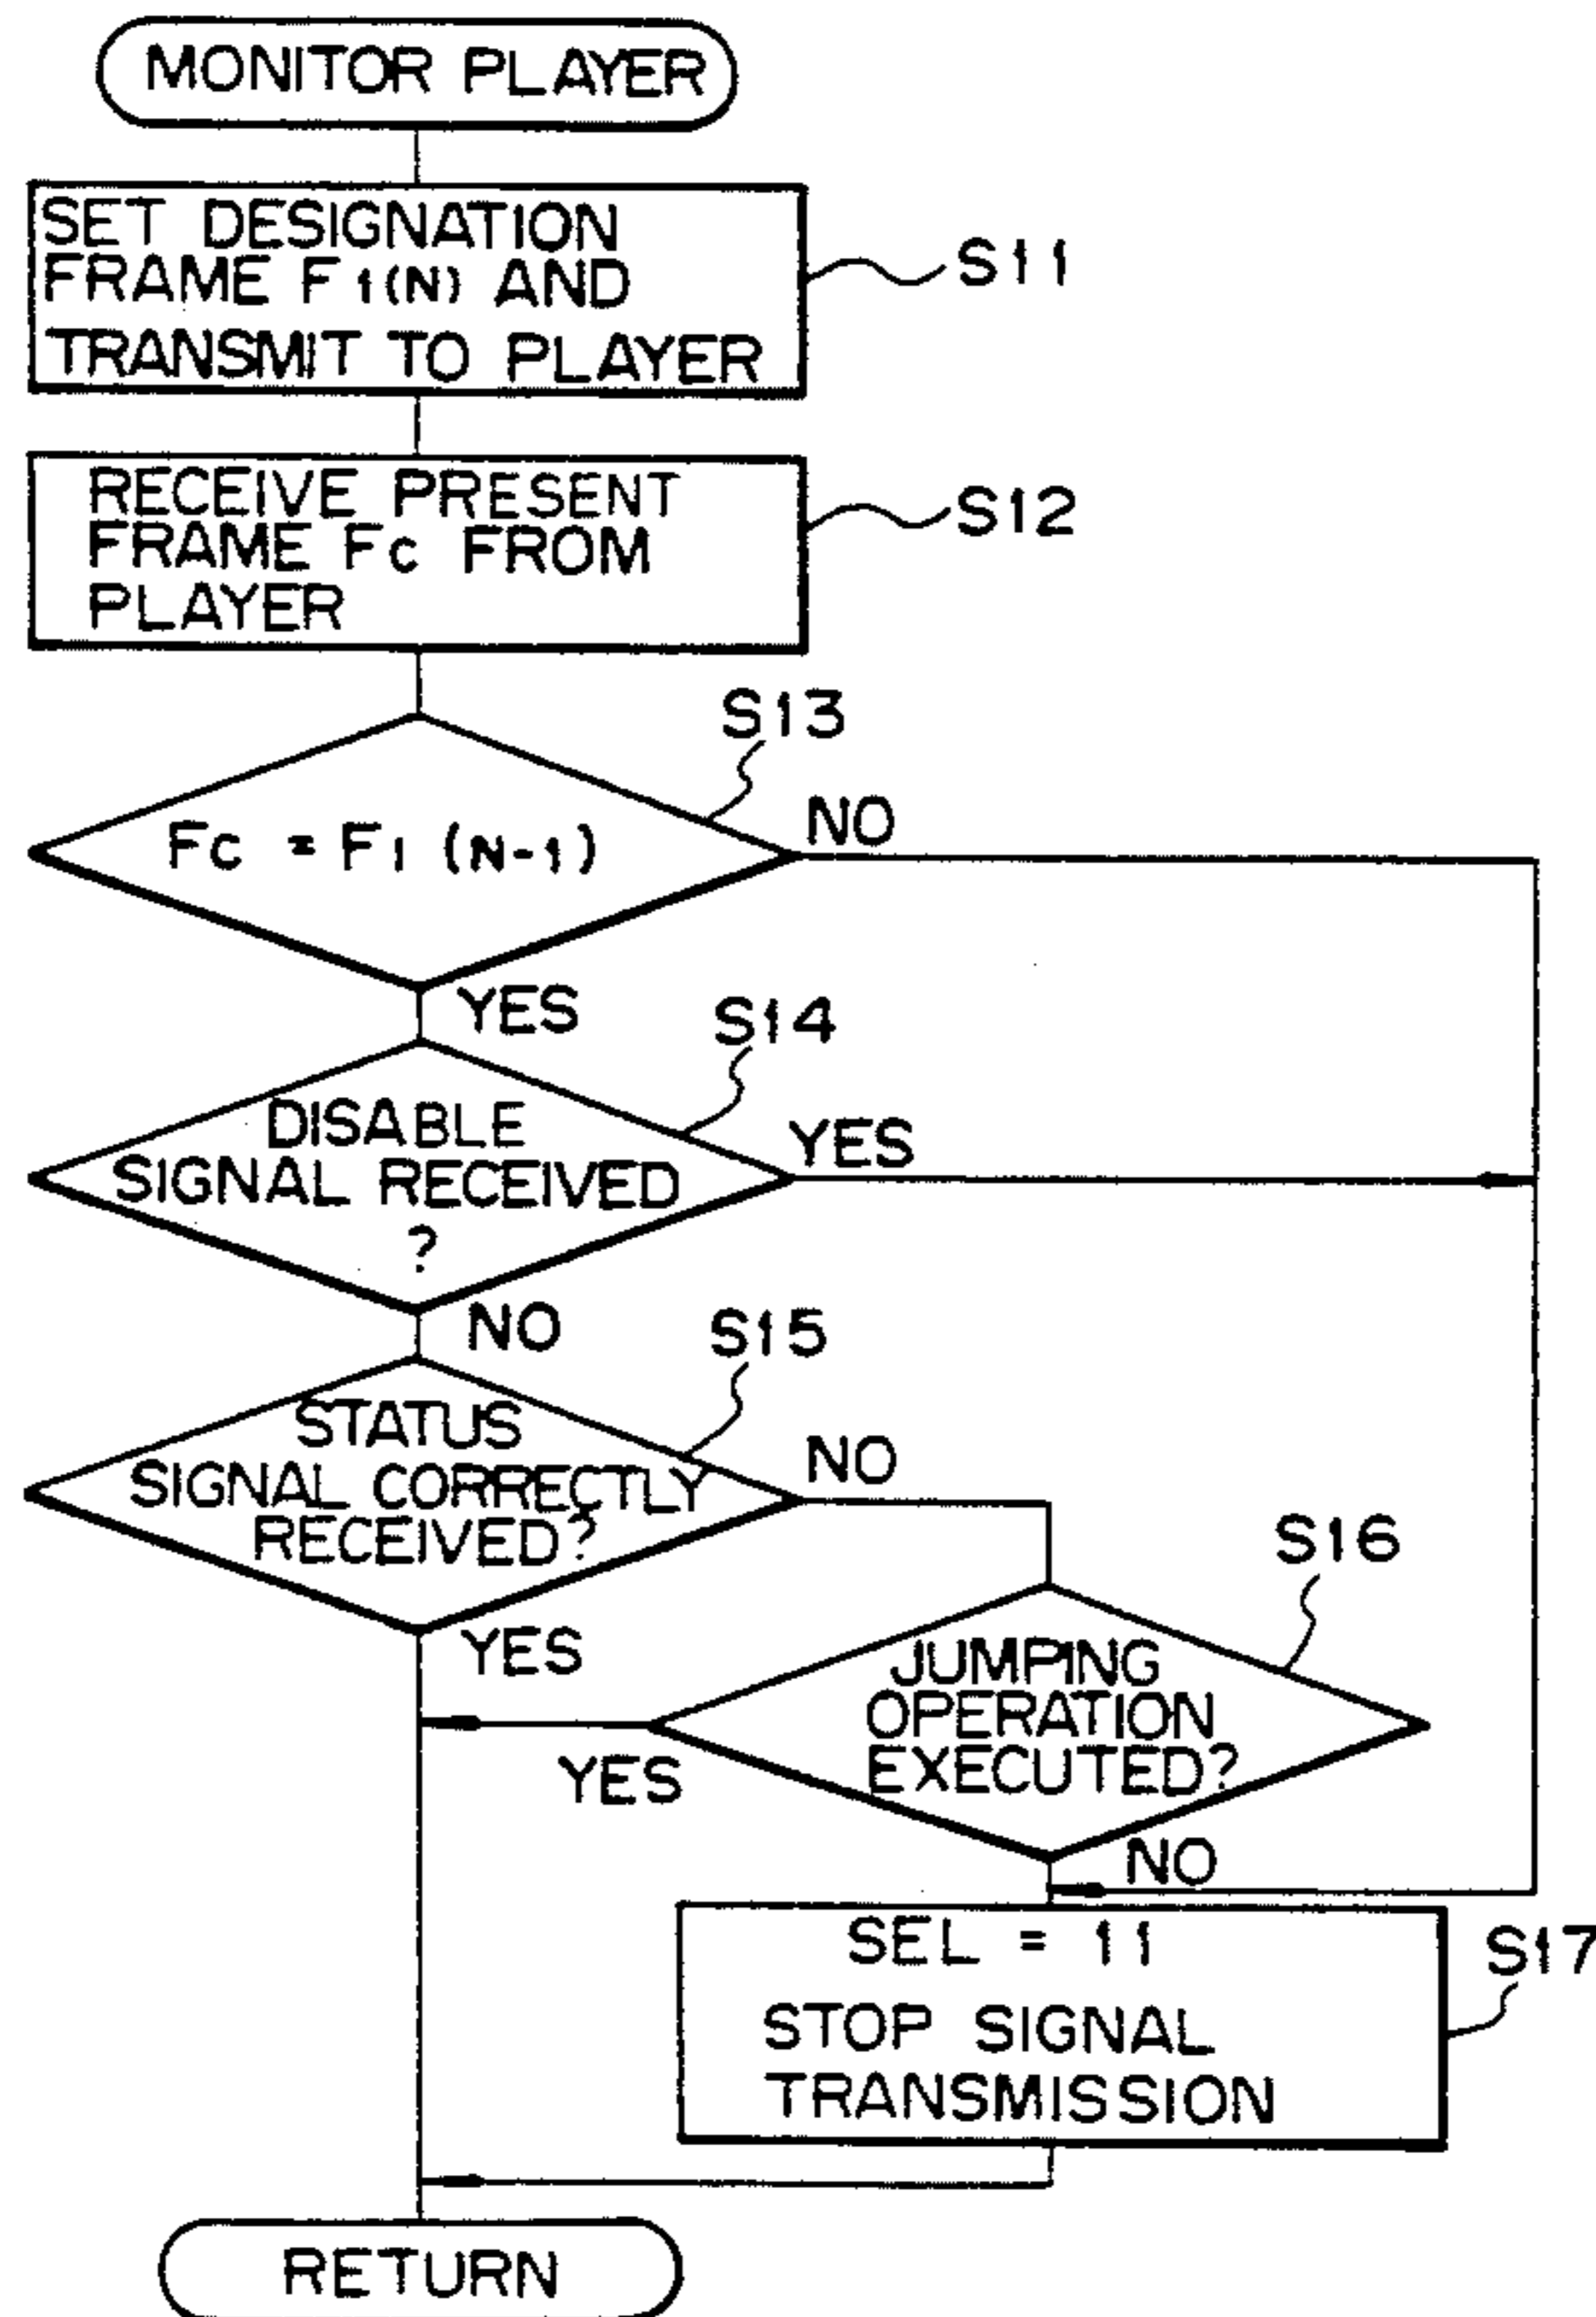 MONITOR PLAYER
SET DESIGNATION
FRAME F1(N) AND
TRANSMIT TO PLAYER
S11
RECEIVE PRESENT
FRAME Fc FROM
PLAYER
S12
S13
Fc = F1 (N-1)
NO
YES
S14
DISABLE
SIGNAL RECEIVED
?
YES
NO
S15
STATUS
SIGNAL CORRECTLY
RECEIVED?
NO
YES
S16
JUMPING
OPERATION
EXECUTED?
YES
NO
SEL = 11
STOP SIGNAL
TRANSMISSION
S17
RETURN